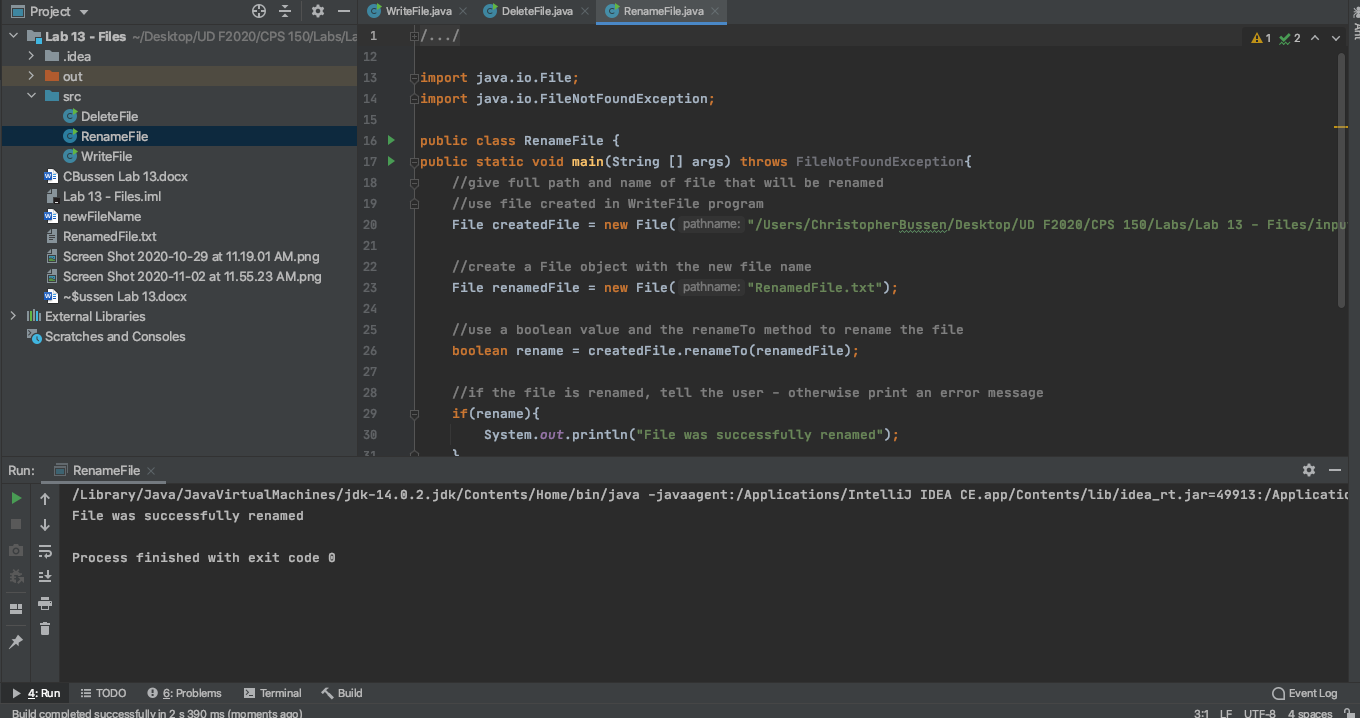 Project
Lab 13 - Files ~/Desktop/UD F2020/CPS 150/Labs/La
.idea
out
src
DeleteFile
RenameFile
WriteFile
CBussen Lab 13.docx
Lab 13 - Files.iml
newFileName
RenamedFile.txt
Screen Shot 2020-10-29 at 11.19.01 AM.png
Screen Shot 2020-11-02 at 11.55.23 AM.png
~$ussen Lab 13.docx
External Libraries
Scratches and Consoles
WriteFile.java DeleteFile.java RenameFile.java
1 /.../
1 2
12
13 import java.io.File;
14 import java.io.FileNotFoundException;
15
16 public class RenameFile {
17 public static void main(String [] args) throws FileNotFoundException{
18 //give full path and name of file that will be renamed
19 //use file created in WriteFile program
20 File createdFile = new File( pathname: "/Users/ChristopherBussen/Desktop/UD F2020/CPS 150/Labs/Lab 13 - Files/inpu
21
22 //create a File object with the new file name
23 File renamedFile = new File( pathname: "RenamedFile.txt");
24
25 //use a boolean value and the renameTo method to rename the file
26 boolean rename = createdFile.renameTo(renamedFile);
27
28 //if the file is renamed, tell the user - otherwise print an error message
29 if(rename){
30 System.out.println("File was successfully renamed");
31 }
Run: RenameFile
/Library/Java/JavaVirtualMachines/jdk-14.0.2.jdk/Contents/Home/bin/java -javaagent:/Applications/IntelliJ IDEA CE.app/Contents/lib/idea_rt.jar=49913:/Applicatio
File was successfully renamed
Process finished with exit code 0
4: Run TODO 6: Problems Terminal Build Event Log
Build completed successfully in 2 s 390 ms (moments ago) 3:1 LF UTF-8 4 spaces